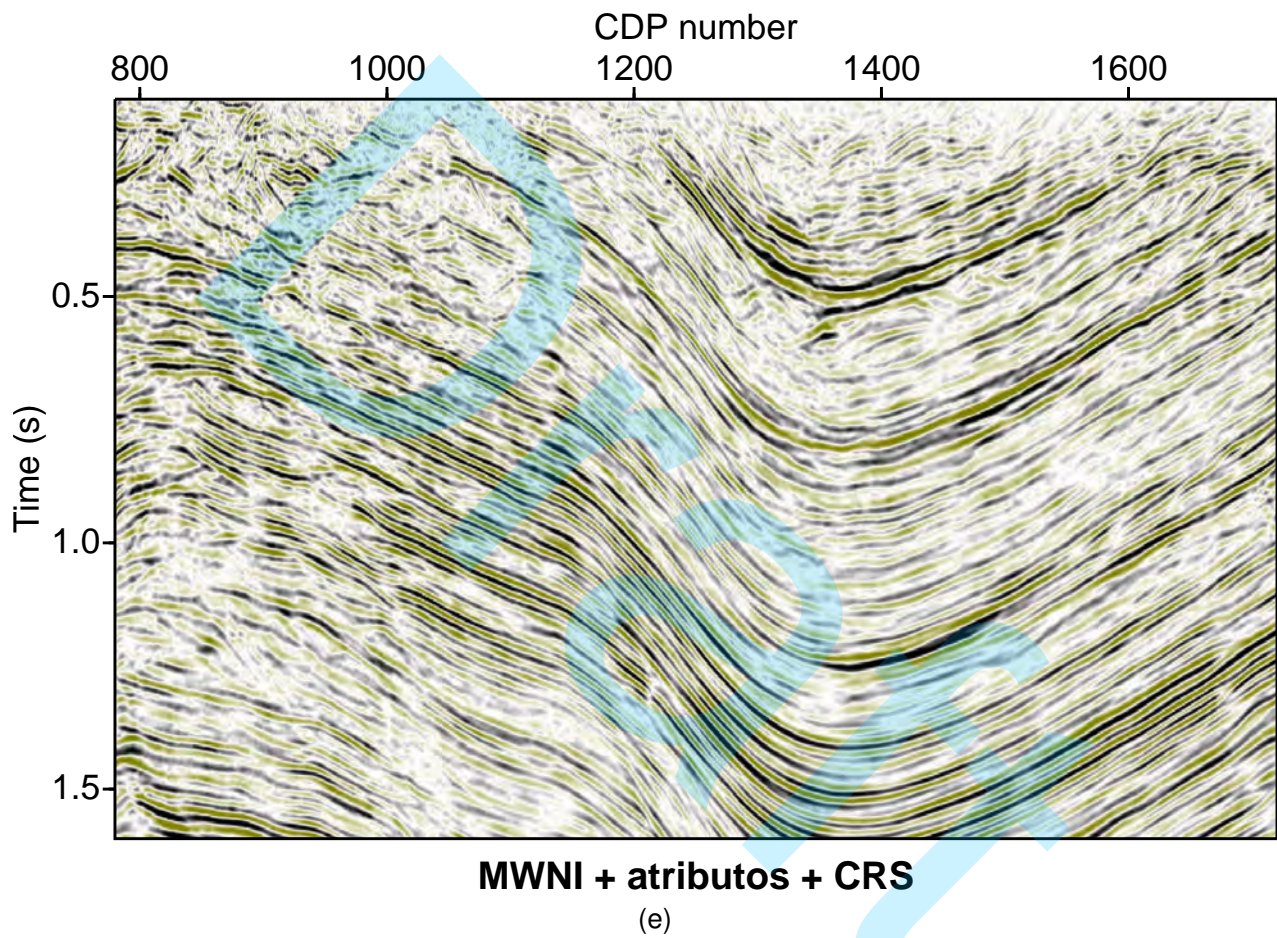 CDP number
800 1000 1200 1400 1600
0.5
Time (s)
1.0
1.5
MWNI + atributos + CRS
(e)
Draft